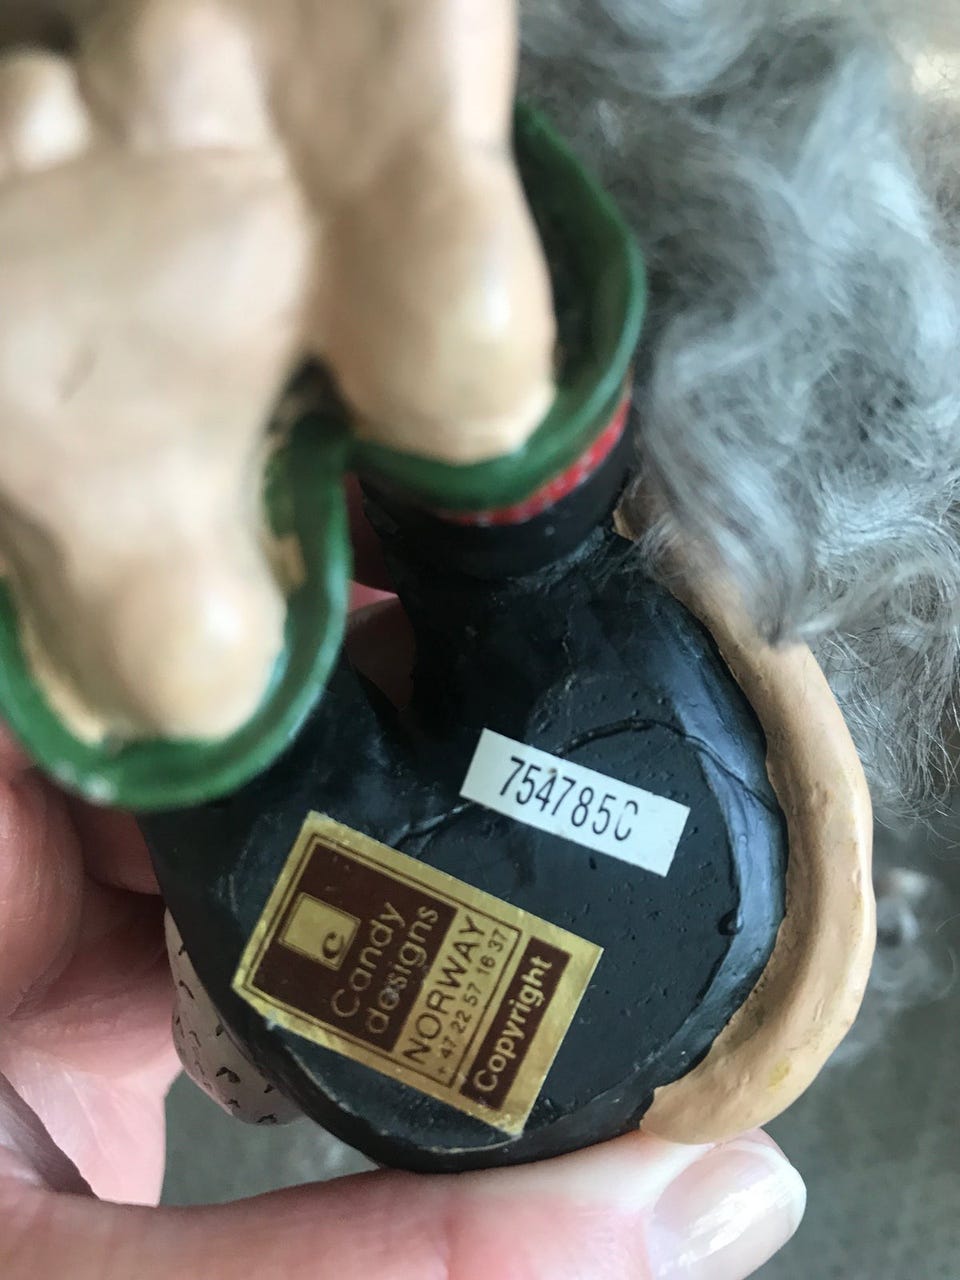 754785C
C
Candy
designs
NORWAY
+ 47 22 57 16 37
Copyright